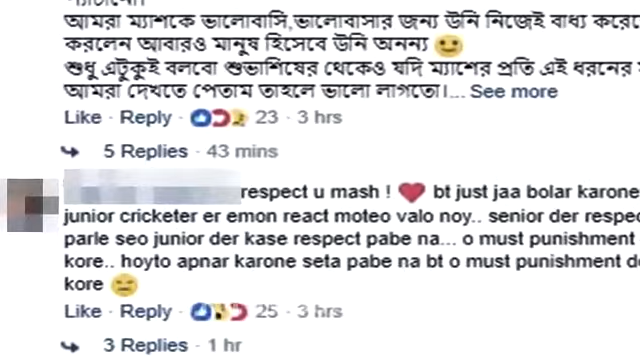 আমরা ম্যাশকে ভালোবাসি,ভালোবাসার জন্য উনি নিজেই বাধ্য
করলেন আবারও মানুষ হিসেবে উনি অনন্য 🙂
শুধু এটুকুই বলবো শুভাশিষের থেকেও যদি ম্যাশের প্রতি এই ধরনের
আমরা দেখতে পেতাম তাহলে ভালো লাগতো।... See more
Like · Reply · 23 · 3 hrs
5 Replies · 43 mins
respect u mash ! ❤ bt just jaa bolar karone
junior cricketer er emon react moteo valo noy.. senior der
parle seo junior der kase respect pabe na... o must punishment
kore.. hoyto apnar karone seta pabe na bt o must punishment
kore 😠
Like · Reply · 25 · 3 hrs
3 Replies · 1 hr